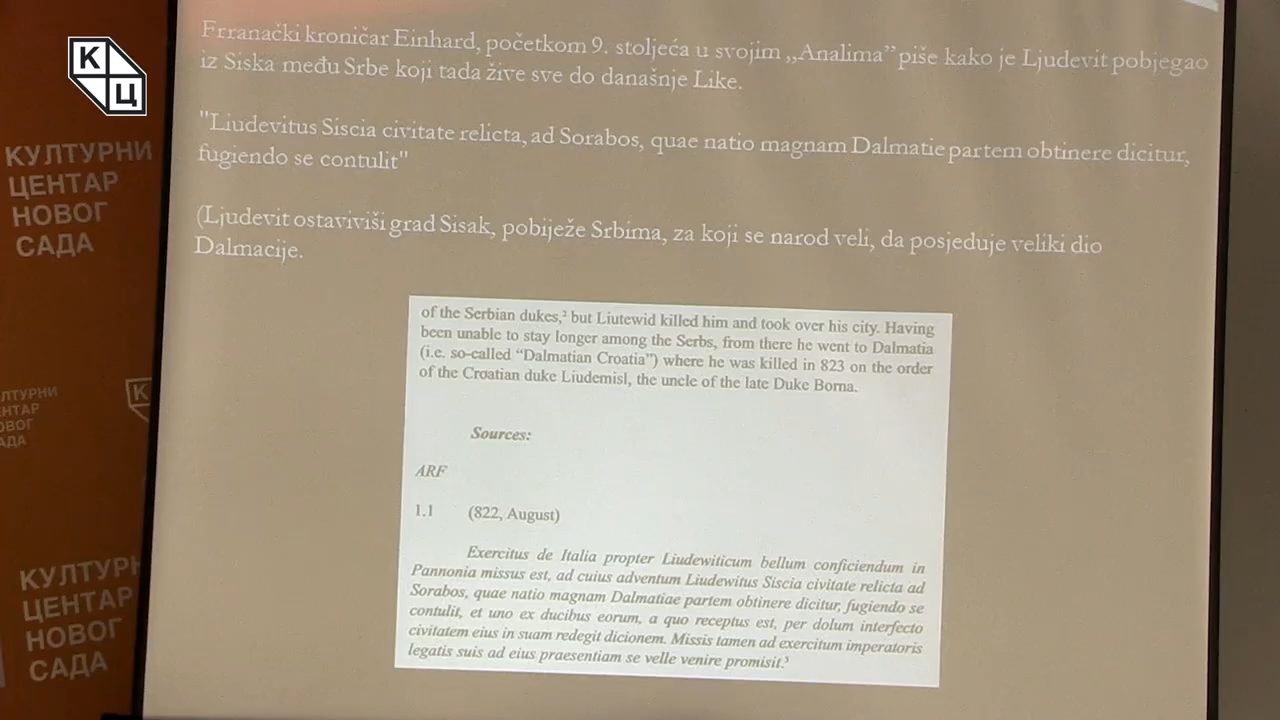 К
Ц
КУЛТУРНИ
ЦЕНТАР
НОВОГ
САДА
Frranački kroničar Einhard, početkom 9. stoljeća u svojim ,,Analima” piše kako je Ljudevit pobjegao
iz Siska među Srbe koji tada žive sve do današnje Like.
"Liudevitus Siscia civitate relicta, ad Sorabos, quae natio magnam Dalmatie partem obtinere dicitur,
fugiendo se contulit"
(Ljudevit ostaviviši grad Sisak, pobiježe Srbima, za koji se narod veli, da posjeduje veliki dio
Dalmacije.
of the Serbian dukes,² but Liutewid killed him and took over his city. Having
been unable to stay longer among the Serbs, from there he went to Dalmatia
(i.e. so-called “Dalmatian Croatia”) where he was killed in 823 on the order
of the Croatian duke Liudemisl, the uncle of the late Duke Borna.
Sources:
ARF
1.1 (822, August)
Exercitus de Italia propter Liudewiticum bellum conficiendum in
Pannonia missus est, ad cuius adventum Liudewitus Siscia civitate relicta ad
Sorabos, quae natio magnam Dalmatiae partem obtinere dicitur, fugiendo se
contulit, et uno ex ducibus eorum, a quo receptus est, per dolum interfecto
civitatem eius in suam redegit dicionem. Missis tamen ad exercitum imperatoris
legatis suis ad eius praesentiam se velle venire promisit.³
ЛТУРНИ
НТАР
ОВОГ
АДА
К
КУЛТУРН
ЦЕНТАР
НОВОГ
САДА